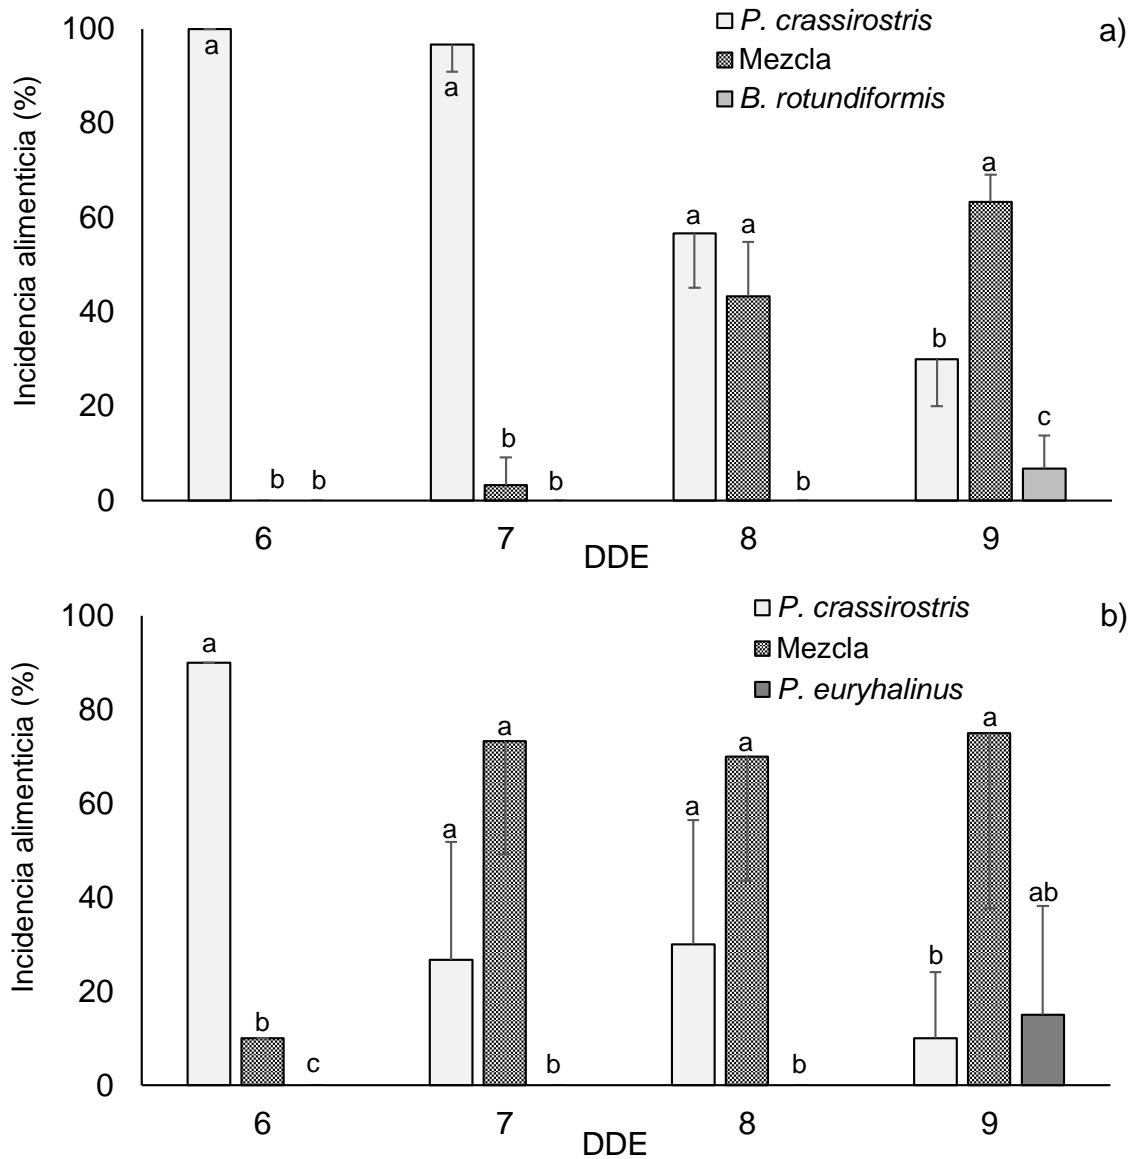 100
P. crassirostris
a)
a
Mezcla
a
B. rotundiformis
80
a
60
a
a
Incidencia alimenticia (%)
40
b
20
b
c
b
b
b
b
0
6
7
8
9
DDE
100
P. crassirostris
b)
a
Mezcla
P. euryhalinus
80
a
a
a
60
a
a
Incidencia alimenticia (%)
40
ab
20
b
b
c
b
b
0
6
7
8
9
DDE